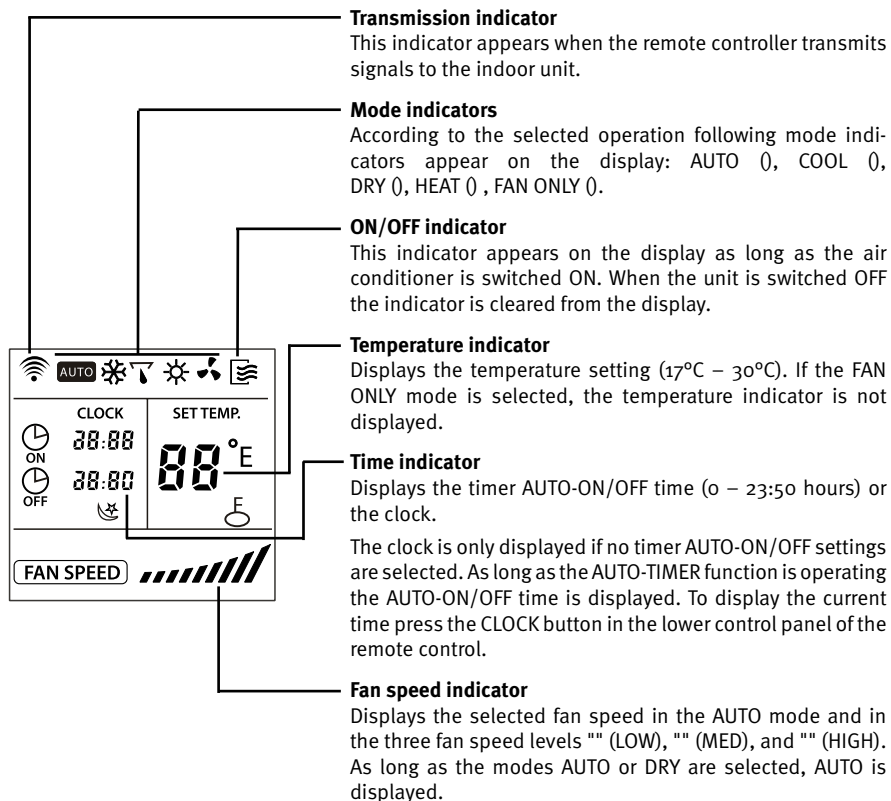 Transmission indicator
This indicator appears when the remote controller transmits
signals to the indoor unit.
Mode indicators
According to the selected operation following mode indi-
cators appear on the display: AUTO (), COOL (),
DRY (), HEAT () , FAN ONLY ().
ON/OFF indicator
This indicator appears on the display as long as the air
conditioner is switched ON. When the unit is switched OFF
the indicator is cleared from the display.
Temperature indicator
Displays the temperature setting (17°C – 30°C). If the FAN
ONLY mode is selected, the temperature indicator is not
displayed.
Time indicator
Displays the timer AUTO-ON/OFF time (0 – 23:50 hours) or
the clock.
The clock is only displayed if no timer AUTO-ON/OFF settings
are selected. As long as the AUTO-TIMER function is operating
the AUTO-ON/OFF time is displayed. To display the current
time press the CLOCK button in the lower control panel of the
remote control.
Fan speed indicator
Displays the selected fan speed in the AUTO mode and in
the three fan speed levels "" (LOW), "" (MED), and "" (HIGH).
As long as the modes AUTO or DRY are selected, AUTO is
displayed.
AUTO
CLOCK
SET TEMP.
ON
38:88
OFF
38:80
88°E
FAN SPEED